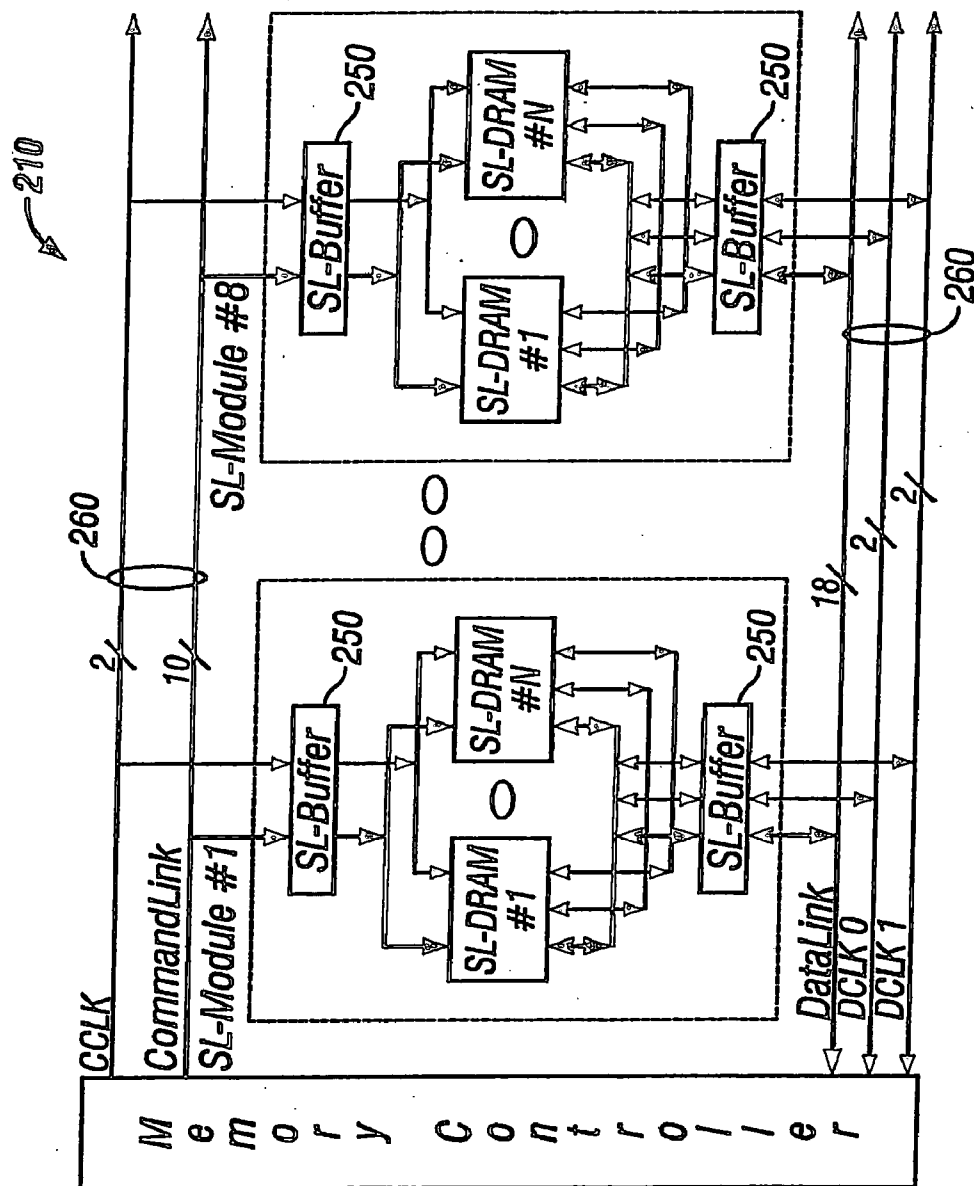 210
CCLK
2
260
CommandLink
10
SL-Module #1
SL-Module #8
SL-Buffer
250
SL-Buffer
250
SL-DRAM
#1
SL-DRAM
#N
SL-DRAM
#1
SL-DRAM
#N
SL-Buffer
250
SL-Buffer
250
DataLink
18
DCLK 0
2
DCLK 1
2
260
Memory Controller